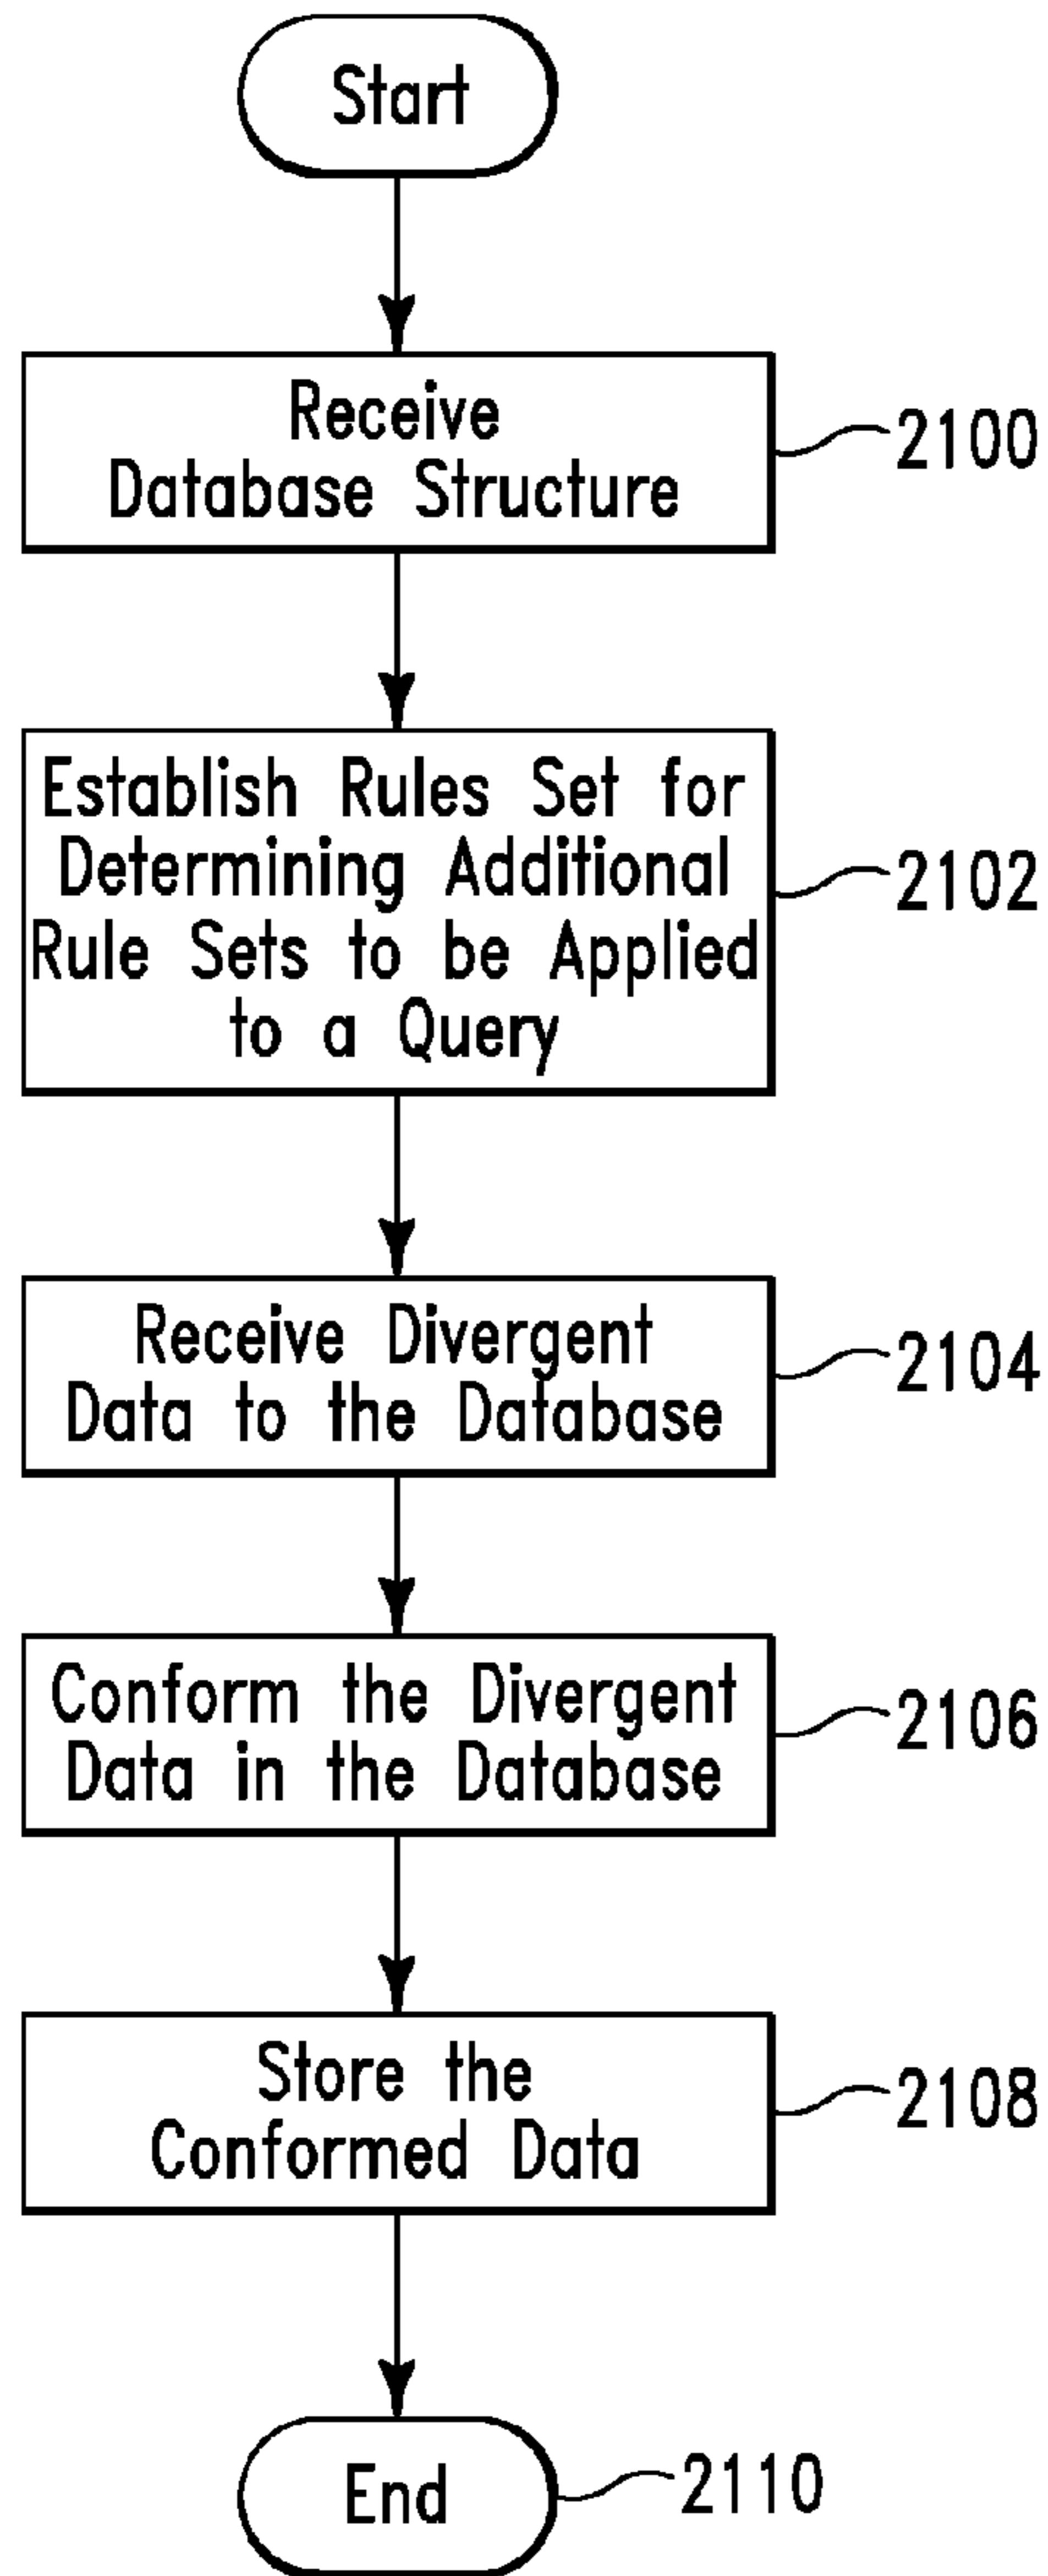 Start
Receive
Database Structure
2100
Establish Rules Set for
Determining Additional
Rule Sets to be Applied
to a Query
2102
Receive Divergent
Data to the Database
2104
Conform the Divergent
Data in the Database
2106
Store the
Conformed Data
2108
End
2110